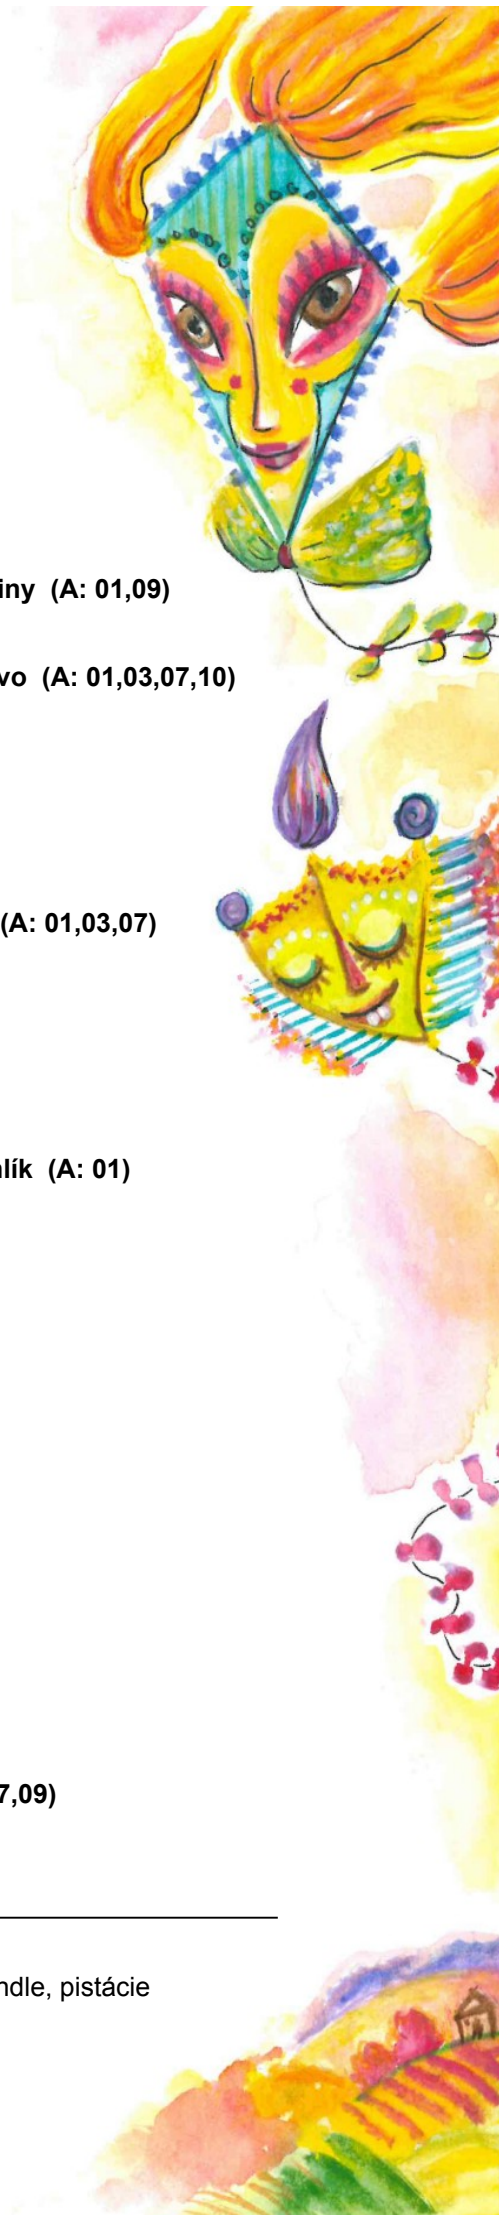 iny (A: 01,09)
vo (A: 01,03,07,10)
(A: 01,03,07)
lík (A: 01)
7,09)
ndle, pistácie